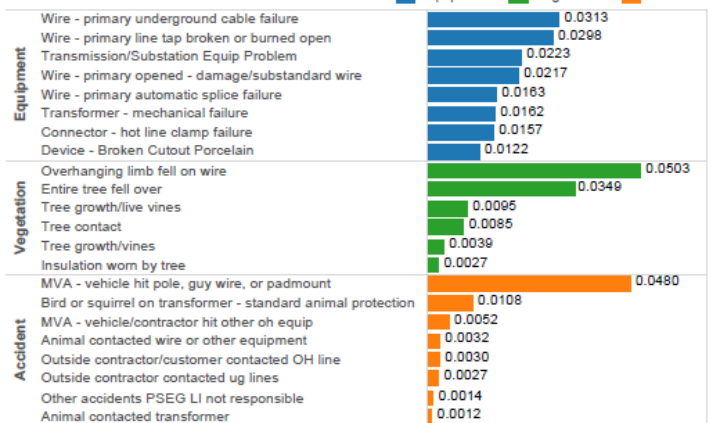 Equipment
Wire - primary underground cable failure 0.0313
Wire - primary line tap broken or burned open 0.0298
Transmission/Substation Equip Problem 0.0223
Wire - primary opened - damage/substandard wire 0.0217
Wire - primary automatic splice failure 0.0163
Transformer - mechanical failure 0.0162
Connector - hot line clamp failure 0.0157
Device - Broken Cutout Porcelain 0.0122
Vegetation
Overhanging limb fell on wire 0.0503
Entire tree fell over 0.0349
Tree growth/live vines 0.0095
Tree contact 0.0085
Tree growth/vines 0.0039
Insulation worn by tree 0.0027
Accident
MVA - vehicle hit pole, guy wire, or padmount 0.0480
Bird or squirrel on transformer - standard animal protection 0.0108
MVA - vehicle/contractor hit other oh equip 0.0052
Animal contacted wire or other equipment 0.0032
Outside contractor/customer contacted OH line 0.0030
Outside contractor contacted ug lines 0.0027
Other accidents PSEG LI not responsible 0.0014
Animal contacted transformer 0.0012